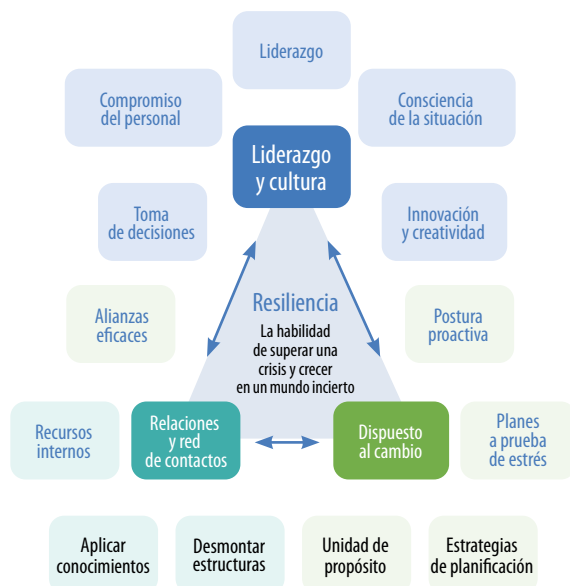 Liderazgo
Compromiso
del personal
Consciencia
de la situación
Liderazgo
y cultura
Toma
de decisiones
Innovación
y creatividad
Alianzas
eficaces
Resiliencia
La habilidad
de superar una
crisis y crecer
en un mundo incierto
Postura
proactiva
Recursos
internos
Relaciones
y red
de contactos
Dispuesto
al cambio
Planes
a prueba
de estrés
Aplicar
conocimientos
Desmontar
estructuras
Unidad de
propósito
Estrategias
de planificación